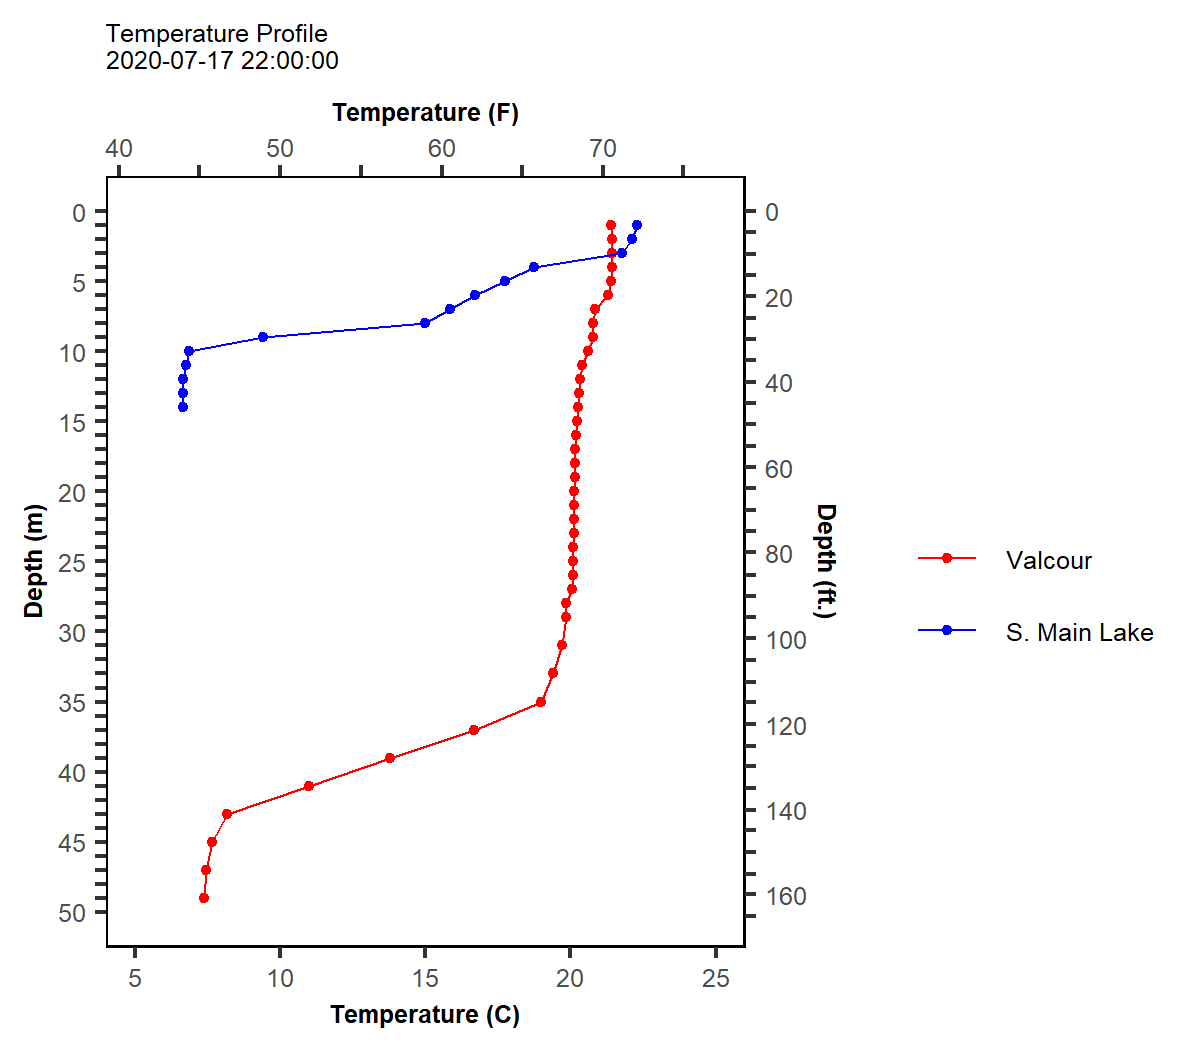 Temperature Profile
2020-07-17 22:00:00
Temperature (F)
40 50 60 70
0 5 10 15 20 25 30 35 40 45 50
Depth (m)
0 20 40 60 80 100 120 140 160
Depth (ft.)
Valcour
S. Main Lake
5 10 15 20 25
Temperature (C)